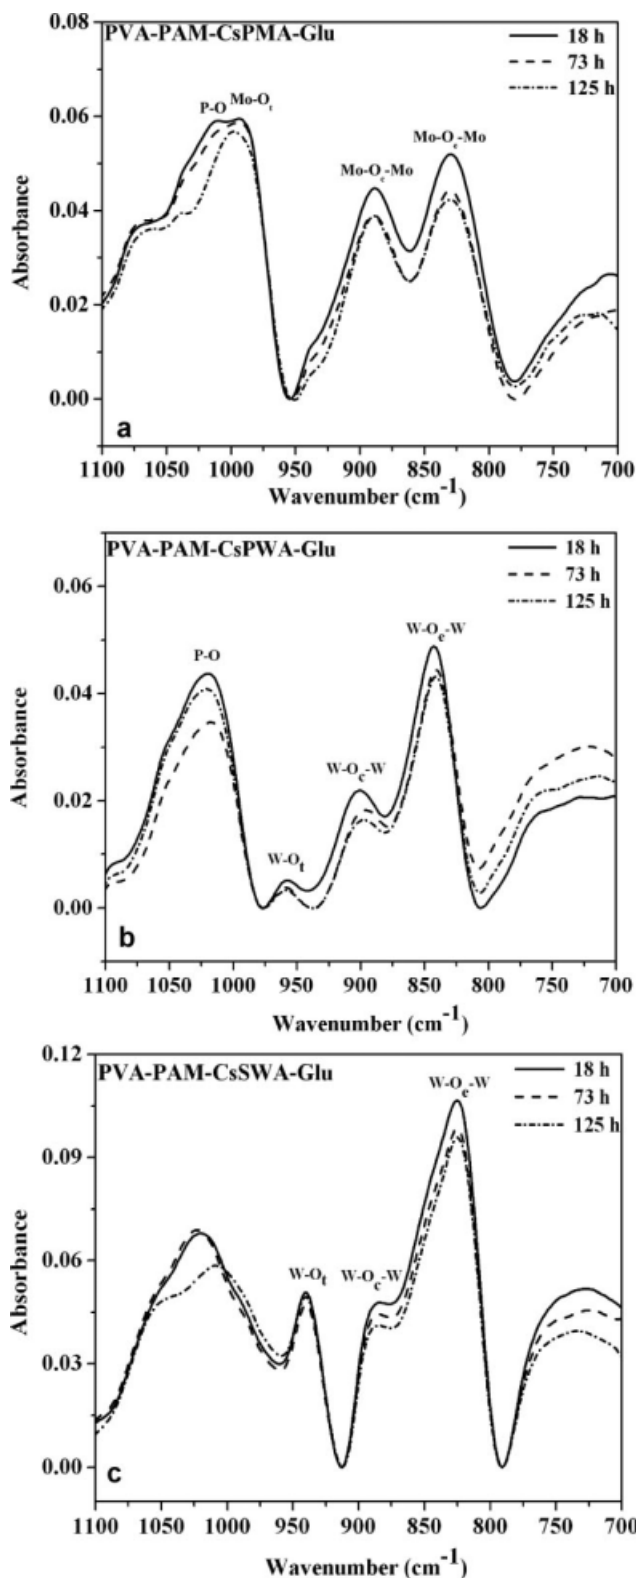 PVA-PAM-CsPMA-Glu
18 h
73 h
125 h
P-O Mo-Oₜ
Mo-O꜀-Mo
Mo-Oₑ-Mo
Absorbance
0.08
0.06
0.04
0.02
0.00
a
1100 1050 1000 950 900 850 800 750 700
Wavenumber (cm⁻¹)
PVA-PAM-CsPWA-Glu
18 h
73 h
125 h
P-O
W-Oₜ
W-O꜀-W
W-Oₑ-W
Absorbance
0.06
0.04
0.02
0.00
b
1100 1050 1000 950 900 850 800 750 700
Wavenumber (cm⁻¹)
PVA-PAM-CsSWA-Glu
18 h
73 h
125 h
W-Oₜ
W-O꜀-W
W-Oₑ-W
Absorbance
0.12
0.09
0.06
0.03
0.00
c
1100 1050 1000 950 900 850 800 750 700
Wavenumber (cm⁻¹)